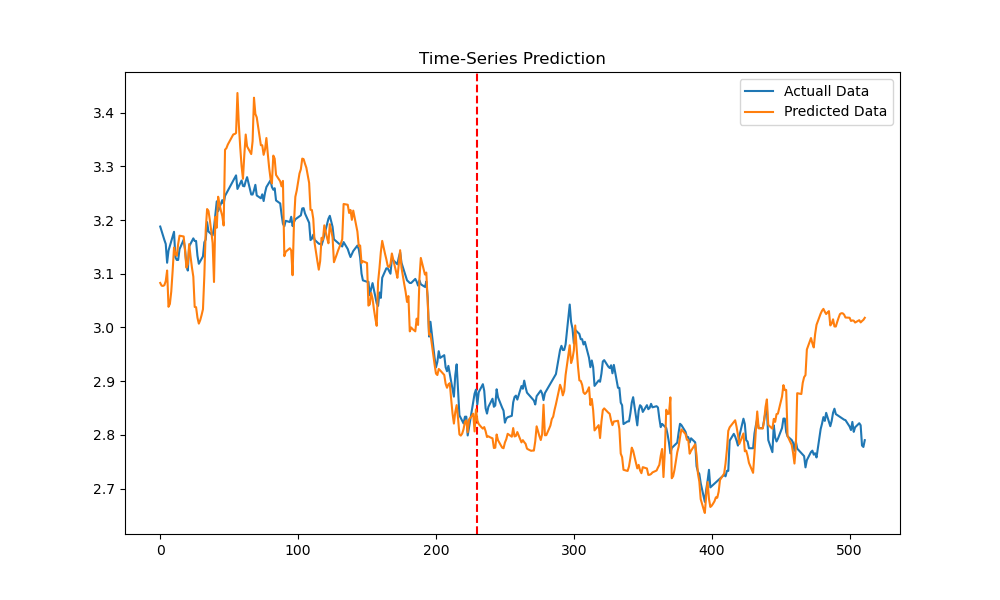 Time-Series Prediction
Actuall Data
Predicted Data
3.4
3.3
3.2
3.1
3.0
2.9
2.8
2.7
0 100 200 300 400 500